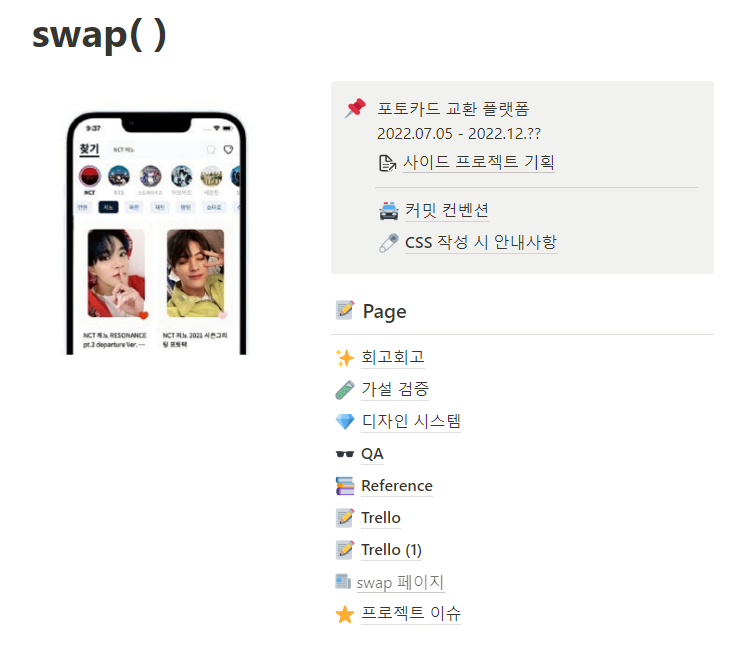 swap( )
9:37
찾기
NCT 제노
NCT
BTS
NCT 제노 RESONANCE
pt.2 departure Ver. ...
NCT 제노 2021 시즌그리
팅 포토팩
포토카드 교환 플랫폼
2022.07.05 - 2022.12.??
사이드 프로젝트 기획
커밋 컨벤션
CSS 작성 시 안내사항
Page
회고회고
가설 검증
디자인 시스템
QA
Reference
Trello
Trello (1)
swap 페이지
프로젝트 이슈